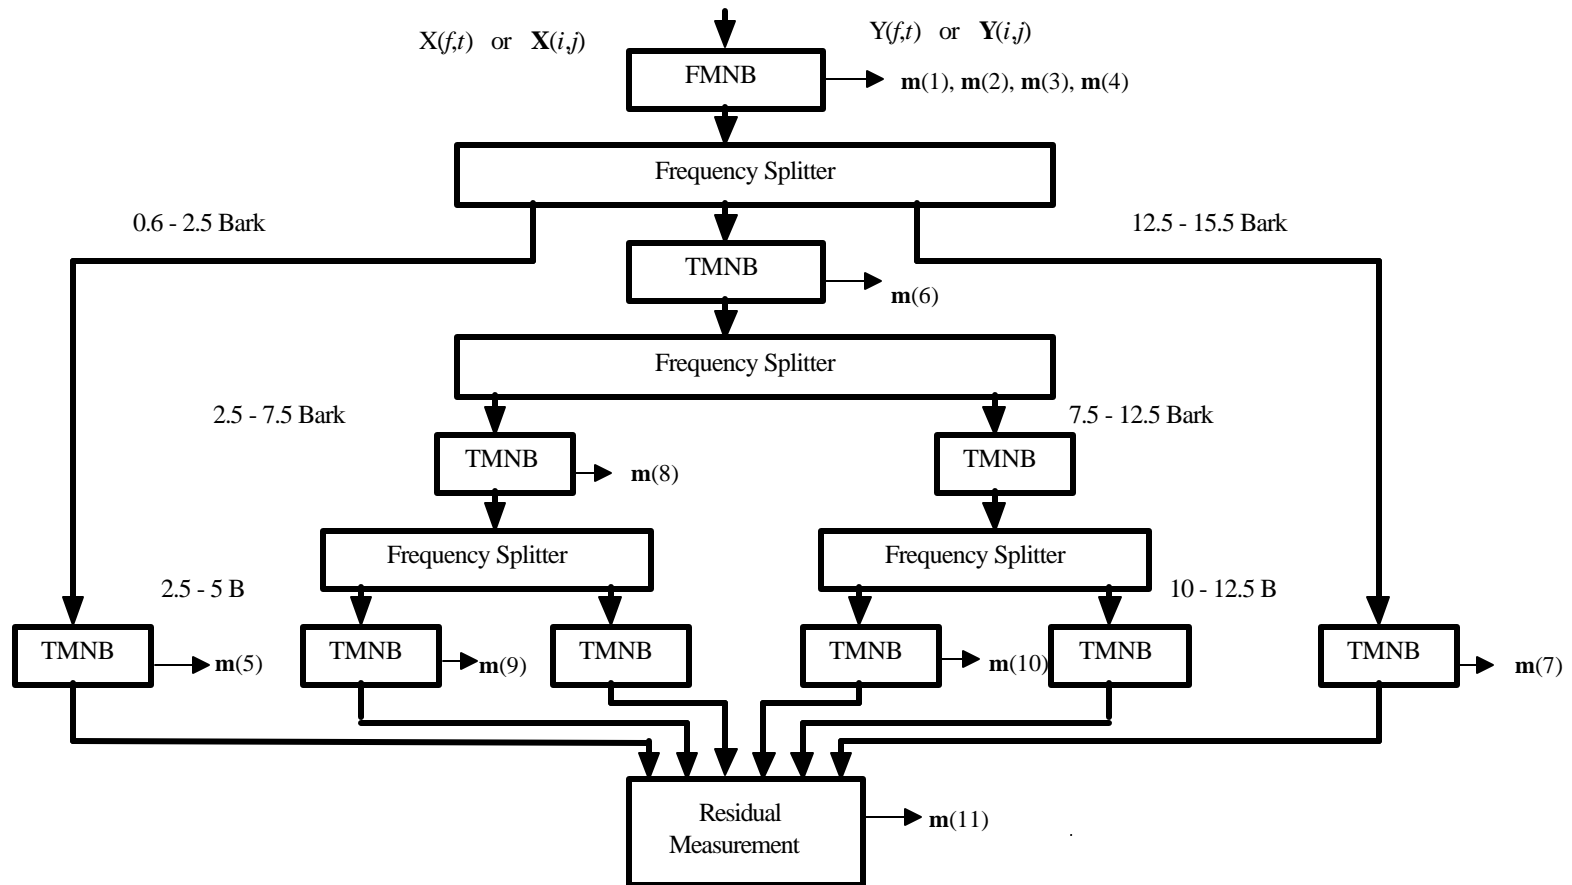 X(f,t) or X(i,j)
Y(f,t) or Y(i,j)
FMNB
m(1), m(2), m(3), m(4)
Frequency Splitter
0.6 - 2.5 Bark
12.5 - 15.5 Bark
TMNB
m(6)
Frequency Splitter
2.5 - 7.5 Bark
7.5 - 12.5 Bark
TMNB
m(8)
TMNB
Frequency Splitter
Frequency Splitter
2.5 - 5 B
10 - 12.5 B
TMNB
m(5)
TMNB
m(9)
TMNB
TMNB
m(10)
TMNB
TMNB
m(7)
Residual
Measurement
m(11)
.